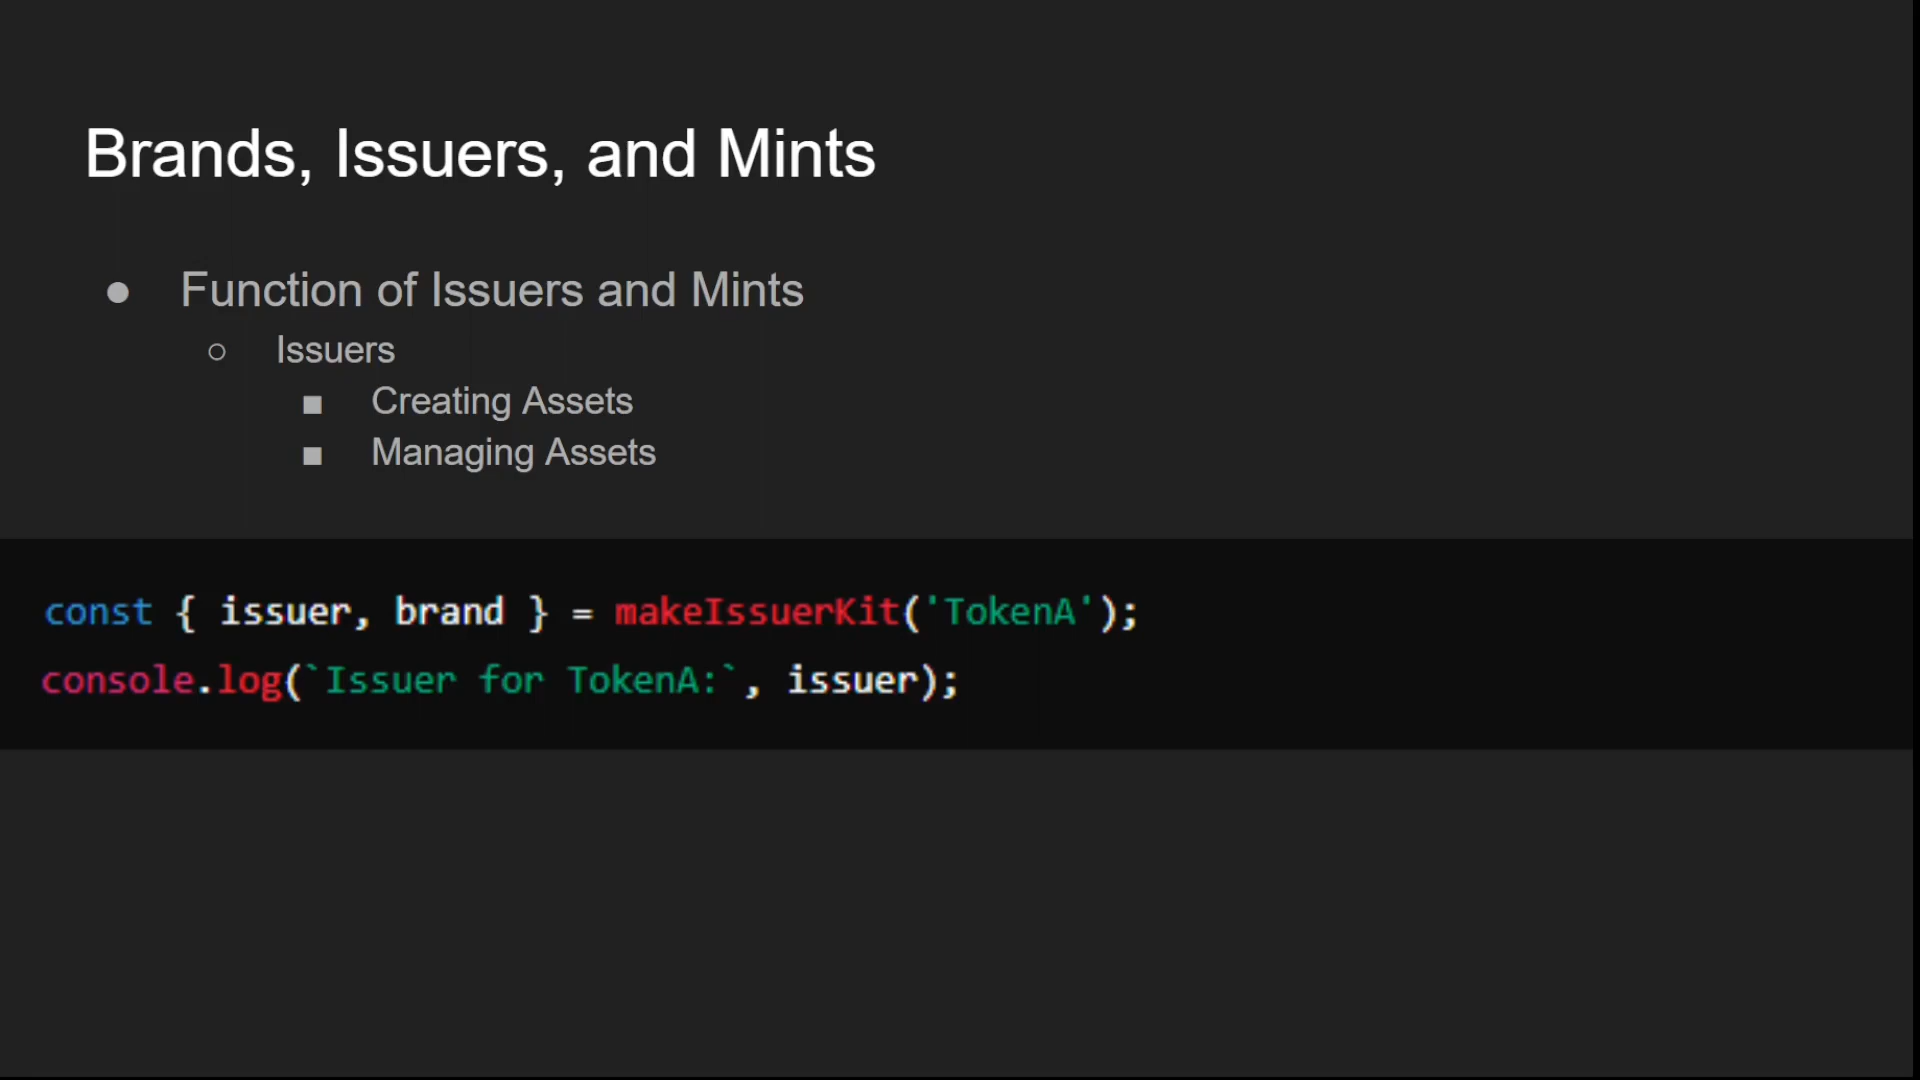 Brands, Issuers, and Mints
● Function of Issuers and Mints
○ Issuers
■ Creating Assets
■ Managing Assets
const { issuer, brand } = makeIssuerKit('TokenA');
console.log(`Issuer for TokenA:`, issuer);